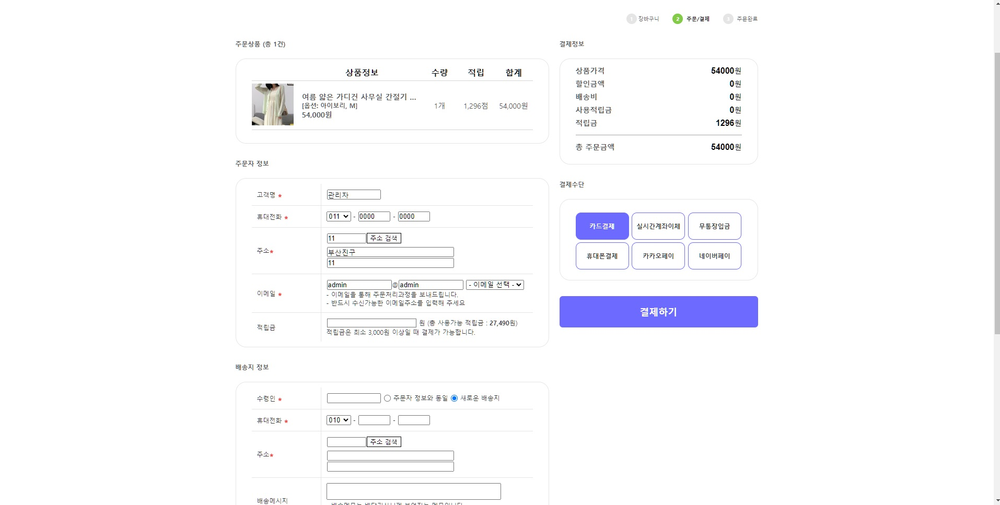 1 장바구니 2 주문/결제 3 주문완료
주문상품 (총 1건)
상품정보 수량 적립 합계
여름 얇은 가디건 사무실 간절기 ...
[옵션: 아이보리, M]
54,000원
1개 1,296점 54,000원
주문자 정보
고객명 *
관리자
휴대전화 *
011 - 0000 - 0000
주소*
11 주소 검색
부산진구
11
이메일 *
admin@admin - 이메일 선택 -
- 이메일을 통해 주문처리과정을 보내드립니다.
- 반드시 수신가능한 이메일주소를 입력해 주세요
적립금
원 (총 사용가능 적립금 : 27,490원)
적립금은 최소 3,000원 이상일 때 결제가 가능합니다.
배송지 정보
수령인 *
주문자 정보와 동일 새로운 배송지
휴대전화 *
010 - -
주소*
주소 검색
배송메시지
결제정보
상품가격 54000원
할인금액 0원
배송비 0원
사용적립금 0원
적립금 1296원
총 주문금액 54000원
결제수단
카드결제 실시간계좌이체 무통장입금
휴대폰결제 카카오페이 네이버페이
결제하기